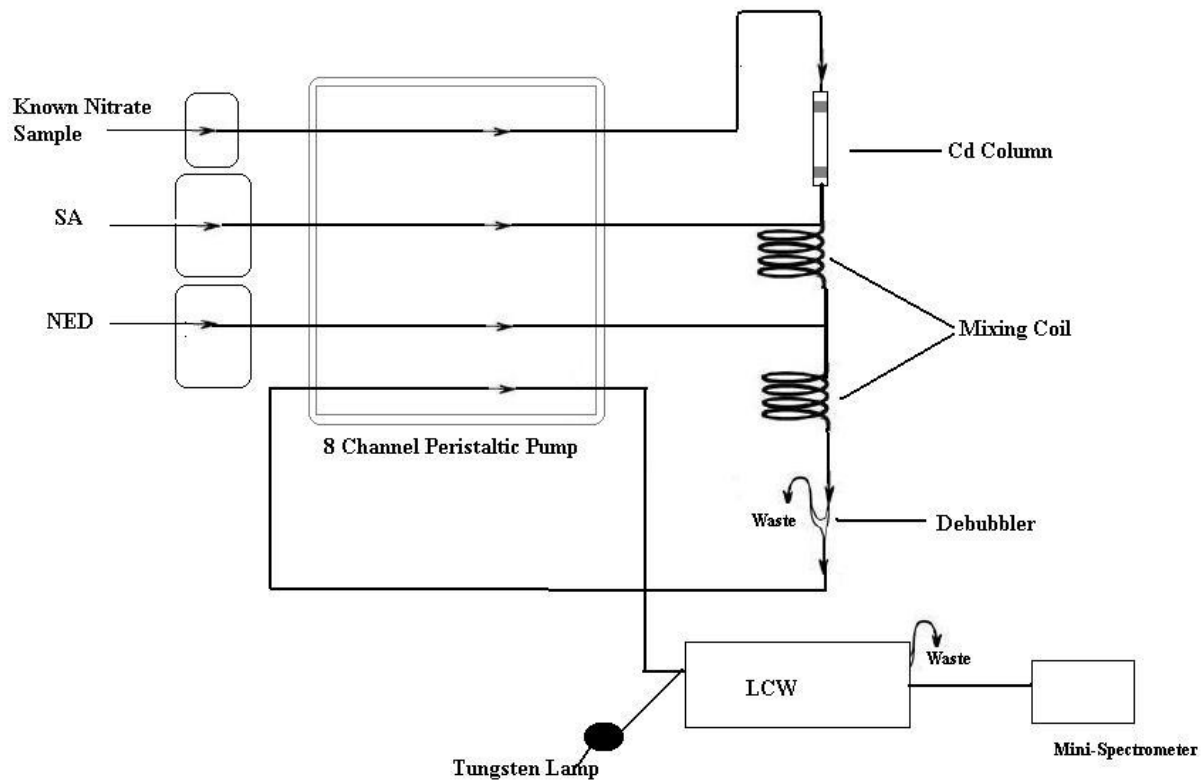 Known Nitrate
Sample
Cd Column
SA
NED
Mixing Coil
8 Channel Peristaltic Pump
Waste
Debubbler
Waste
LCW
Mini-Spectrometer
Tungsten Lamp